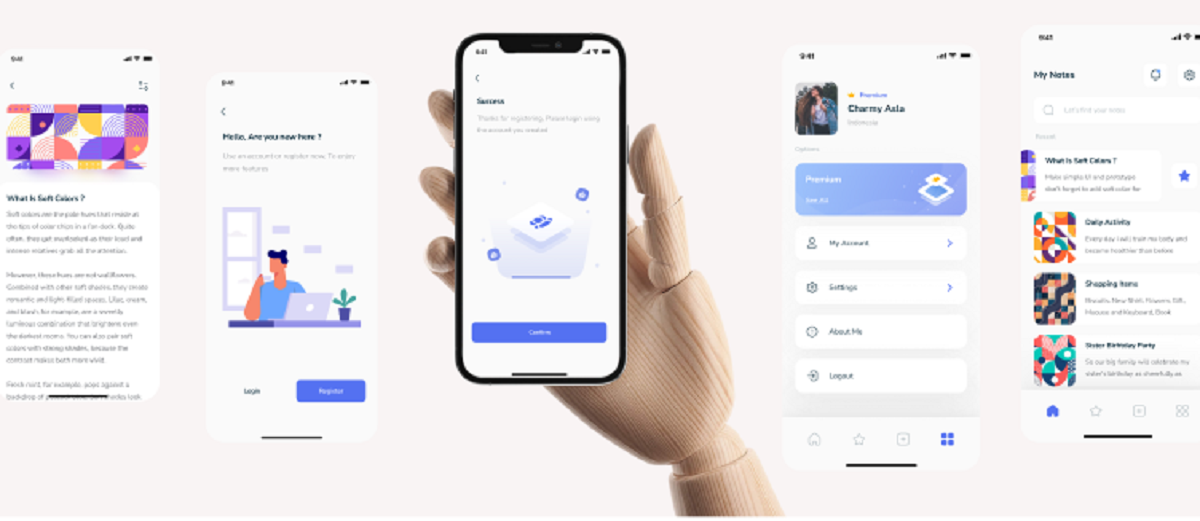 9:41
What Is Soft Colors ?
Soft colors are the pale hues that reside at
the tips of color chips in a fan deck. Quite
often, they get overlooked as their loud and
intense relatives grab all the attention.
However, these hues are not wallflowers.
Combined with other soft shades, they create
romantic and light-filled spaces. Lilac, cream,
and blush, for example, are a sweetly
luminous combination that brightens even
the darkest rooms. You can also pair soft
colors with strong shades, because the
contrast makes both more vivid.
Frock mint, for example, pops against a
backdrop of
look
9:41
Hello, Are you new here ?
Use an account or register now. To enjoy
more features
Login
Register
9:41
Success
Thanks for registering. Please login using
the account you created
Confirm
9:41
Premium
Charmy Asla
Indonesia
Options
Premium
See All
My Account
Settings
About Me
Logout
9:41
My Notes
Let's find your notes
Recent
What Is Soft Colors ?
Make simple UI and prototype
don't forget to add soft color for
Daily Activity
Every day I will train my body and
become healthier than before
Shopping Items
Biscuits, New Shirt, Flowers, Gift,
Mouse and Keyboard, Book
Sister Birthday Party
So our big family will celebrate my
sister's birthday as cheerfully as